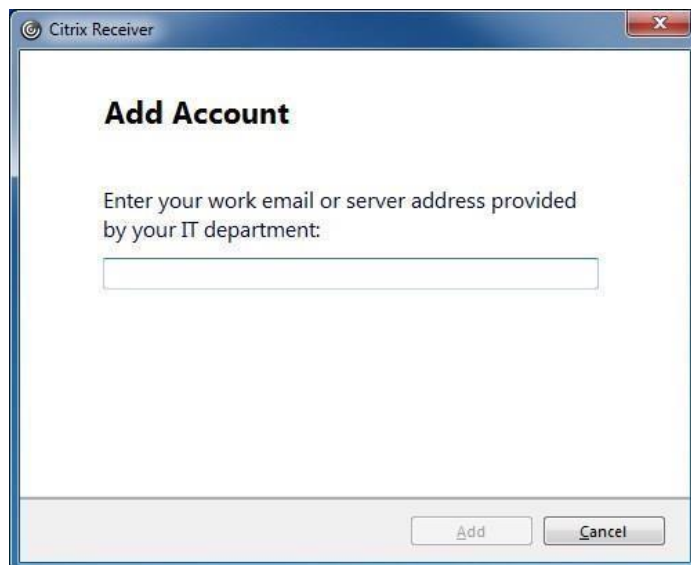 Citrix Receiver
Add Account
Enter your work email or server address provided
by your IT department:
Add
Cancel